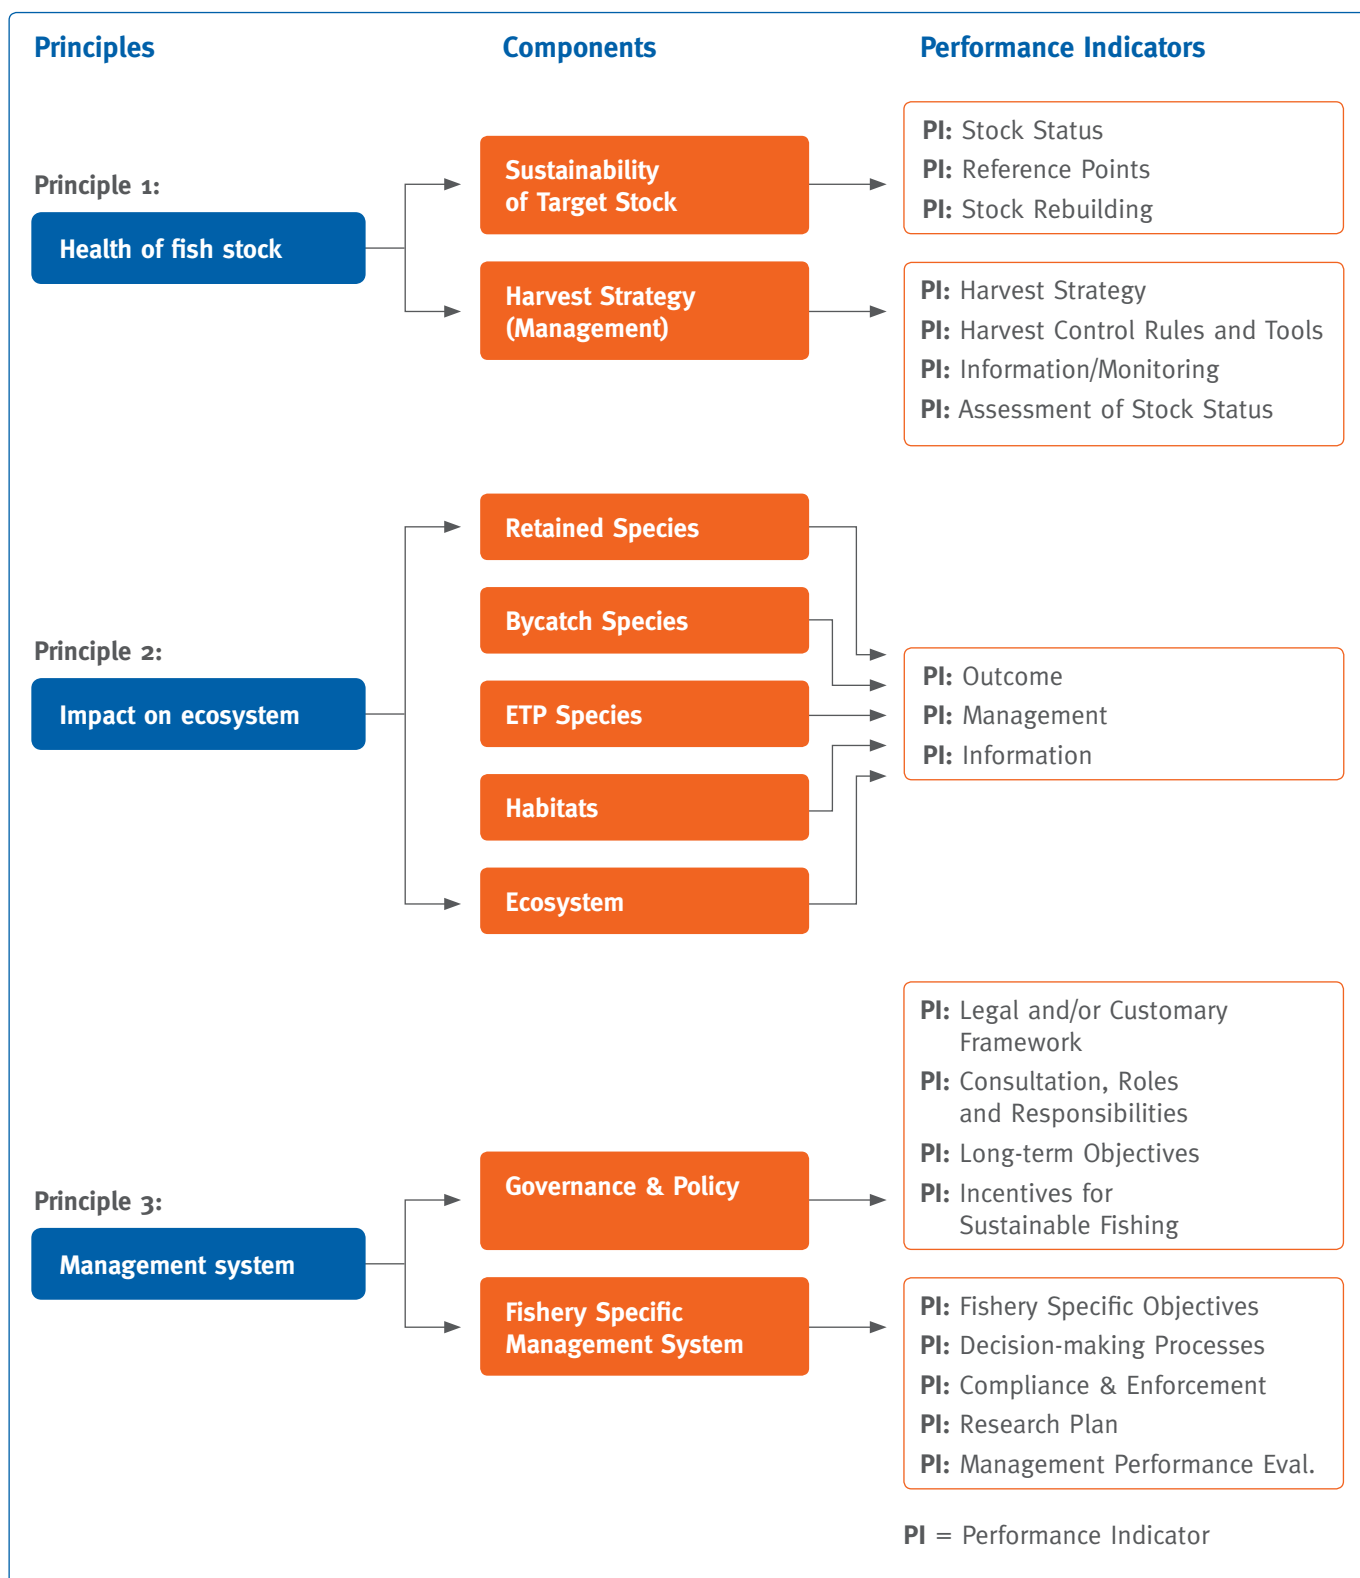 Principles
Components
Performance Indicators
Principle 1:
Health of fish stock
Sustainability
of Target Stock
PI: Stock Status
PI: Reference Points
PI: Stock Rebuilding
Harvest Strategy
(Management)
PI: Harvest Strategy
PI: Harvest Control Rules and Tools
PI: Information/Monitoring
PI: Assessment of Stock Status
Principle 2:
Impact on ecosystem
Retained Species
Bycatch Species
ETP Species
Habitats
Ecosystem
PI: Outcome
PI: Management
PI: Information
Principle 3:
Management system
Governance & Policy
PI: Legal and/or Customary
Framework
PI: Consultation, Roles
and Responsibilities
PI: Long-term Objectives
PI: Incentives for
Sustainable Fishing
Fishery Specific
Management System
PI: Fishery Specific Objectives
PI: Decision-making Processes
PI: Compliance & Enforcement
PI: Research Plan
PI: Management Performance Eval.
PI = Performance Indicator